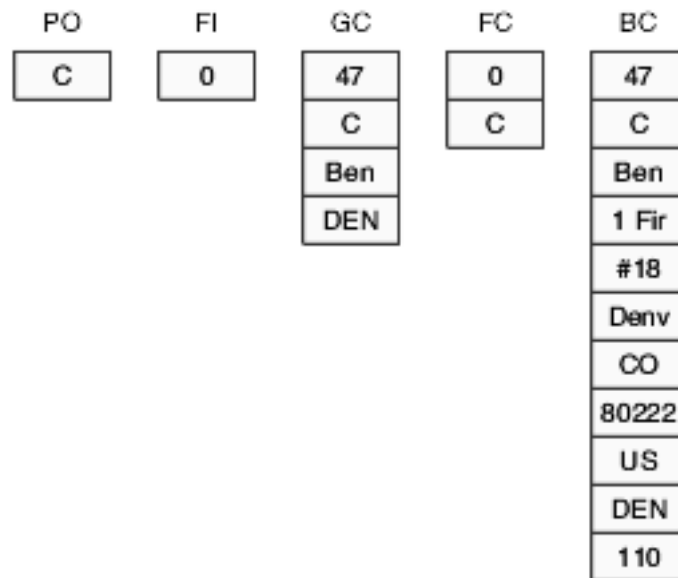 PO FI GC FC BC
C 0 47 0 47
C C C
Ben Ben
DEN 1 Fir
#18
Denv
CO
80222
US
DEN
110